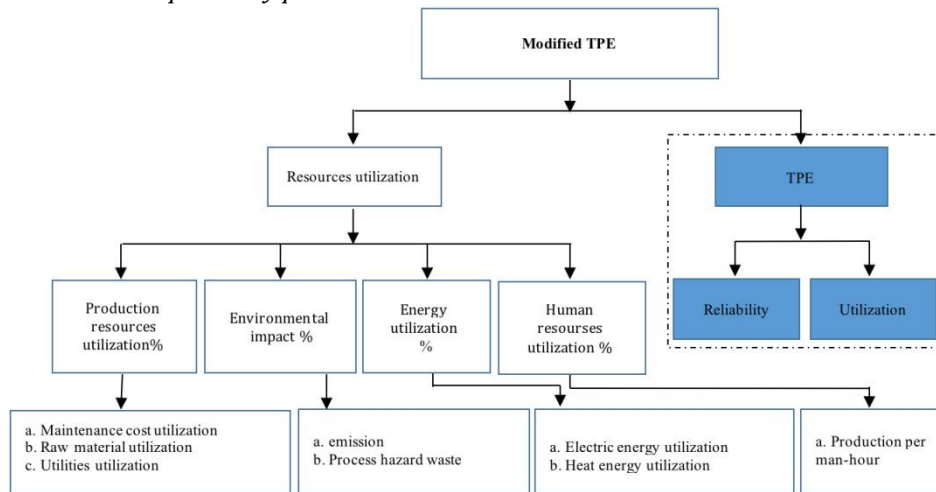 Modified TPE
Resources utilization
TPE
Production
resources
utilization%
Environmental
impact %
Energy
utilization
%
Human
resourses
utilization %
Reliability
Utilization
a. Maintenance cost utilization
b. Raw material utilization
c. Utilities utilization
a. emission
b. Process hazard waste
a. Electric energy utilization
b. Heat energy utilization
a. Production per
man-hour